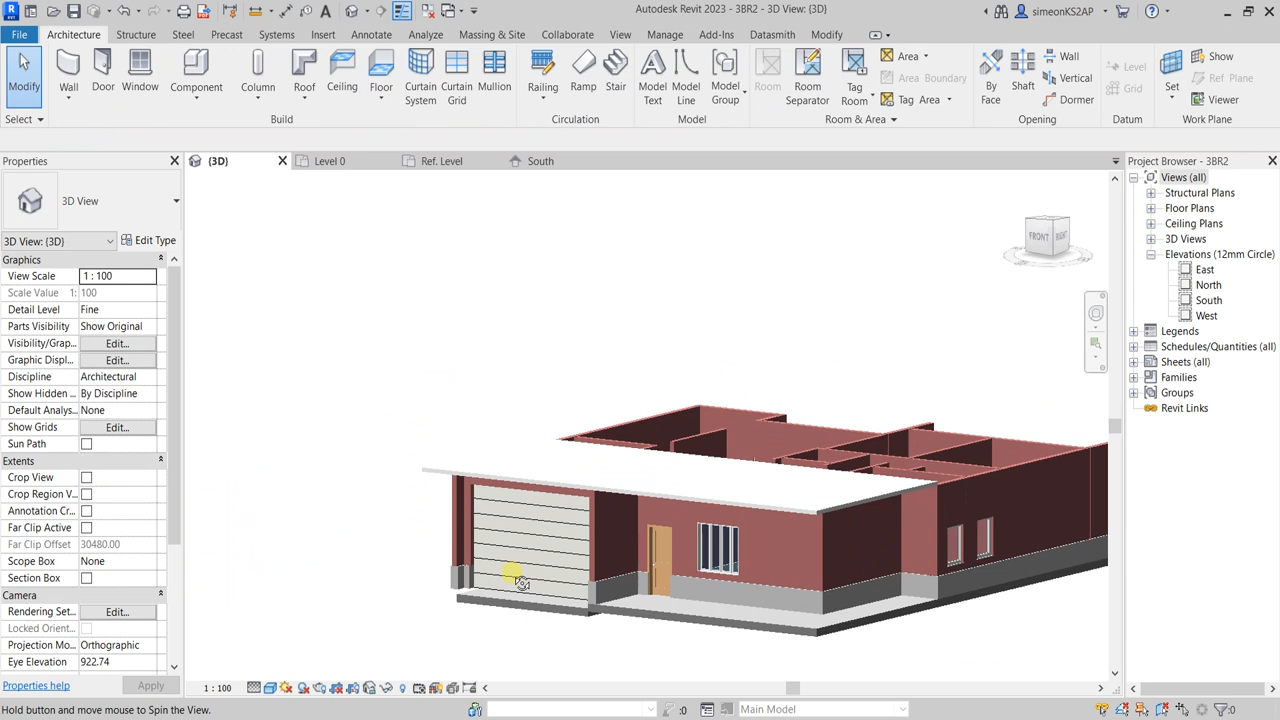 Autodesk Revit 2023 - 3BR2 - 3D View: {3D}
simeonKS2AP
File
Architecture
Structure
Steel
Precast
Systems
Insert
Annotate
Analyze
Massing & Site
Collaborate
View
Manage
Add-Ins
Datasmith
Modify
Modify
Wall
Door
Window
Component
Column
Roof
Ceiling
Floor
Curtain
System
Curtain
Grid
Mullion
Railing
Ramp
Stair
Model
Text
Model
Line
Model
Group
Room
Room
Separator
Tag
Room
Area
Area Boundary
Tag Area
By
Face
Shaft
Wall
Vertical
Dormer
Level
Grid
Set
Show
Ref Plane
Viewer
Select
Build
Circulation
Model
Room & Area
Opening
Datum
Work Plane
Properties
{3D}
Level 0
Ref. Level
South
Project Browser - 3BR2
3D View
3D View: {3D}
Edit Type
Graphics
View Scale 1 : 100
Scale Value 1: 100
Detail Level Fine
Parts Visibility Show Original
Visibility/Grap... Edit...
Graphic Displ... Edit...
Discipline Architectural
Show Hidden ... By Discipline
Default Analys... None
Show Grids Edit...
Sun Path
Extents
Crop View
Crop Region V...
Annotation Cr...
Far Clip Active
Far Clip Offset 30480.00
Scope Box None
Section Box
Camera
Rendering Set... Edit...
Locked Orient...
Projection Mo... Orthographic
Eye Elevation 922.74
Properties help
Apply
FRONT
RIGHT
Views (all)
Structural Plans
Floor Plans
Ceiling Plans
3D Views
Elevations (12mm Circle)
East
North
South
West
Legends
Schedules/Quantities (all)
Sheets (all)
Families
Groups
Revit Links
1 : 100
Hold button and move mouse to Spin the View.
:0
Main Model
:0